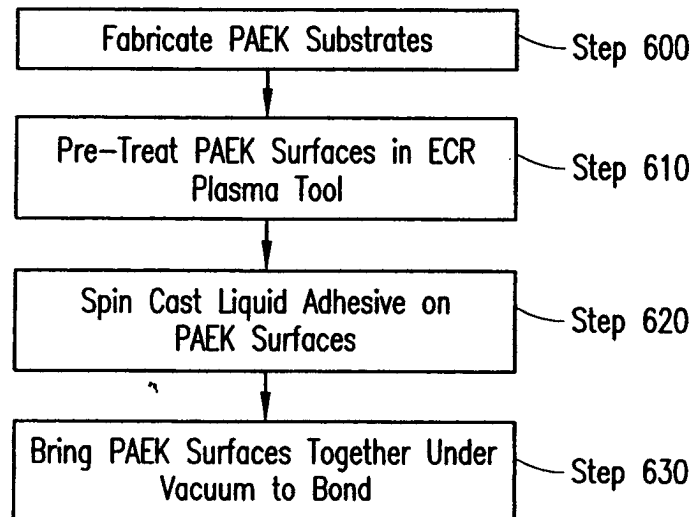 Fabricate PAEK Substrates
Step 600
Pre-Treat PAEK Surfaces in ECR
Plasma Tool
Step 610
Spin Cast Liquid Adhesive on
PAEK Surfaces
Step 620
Bring PAEK Surfaces Together Under
Vacuum to Bond
Step 630